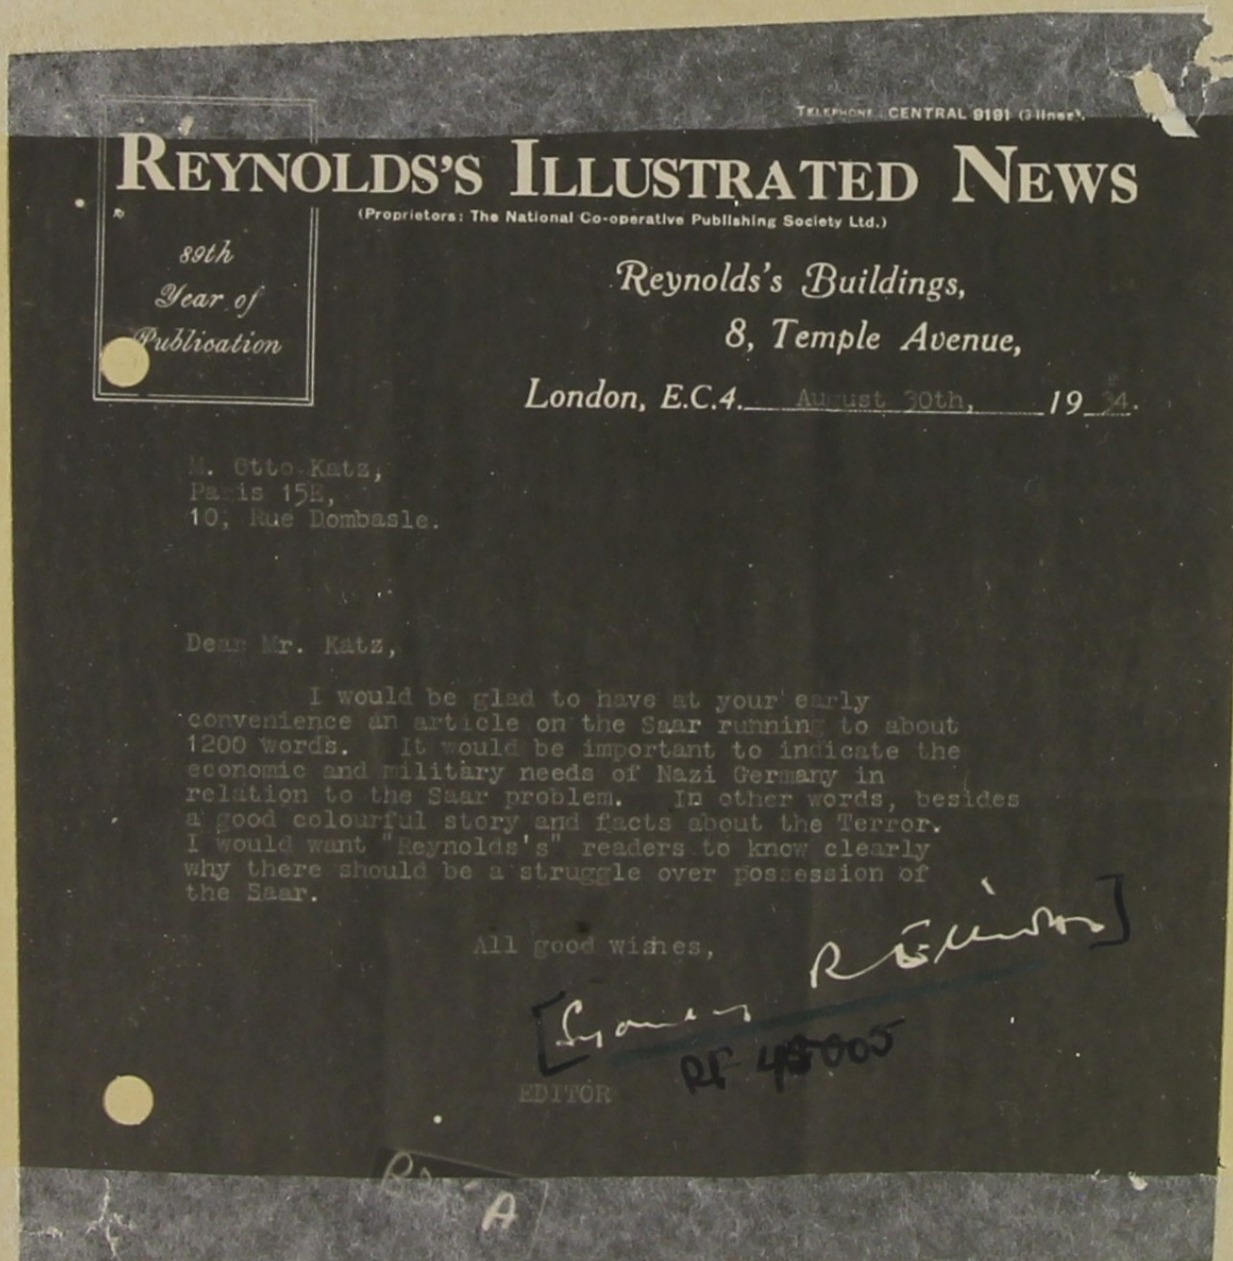 TELEPHONE: CENTRAL 9191 (3 lines).
REYNOLDS'S ILLUSTRATED NEWS
(Proprietors: The National Co-operative Publishing Society Ltd.)
89th
Year of
Publication
Reynolds's Buildings,
8, Temple Avenue,
London, E.C.4. August 30th, 1934.
M. Otto Katz,
Paris 15E,
10, Rue Dombasle.
Dear Mr. Katz,
I would be glad to have at your early
convenience an article on the Saar running to about
1200 words. It would be important to indicate the
economic and military needs of Nazi Germany in
relation to the Saar problem. In other words, besides
a good colourful story and facts about the Terror.
I would want "Reynolds's" readers to know clearly
why there should be a struggle over possession of
the Saar.
All good wishes,
[Sydney R Elliott]
RF 48005
EDITOR
A